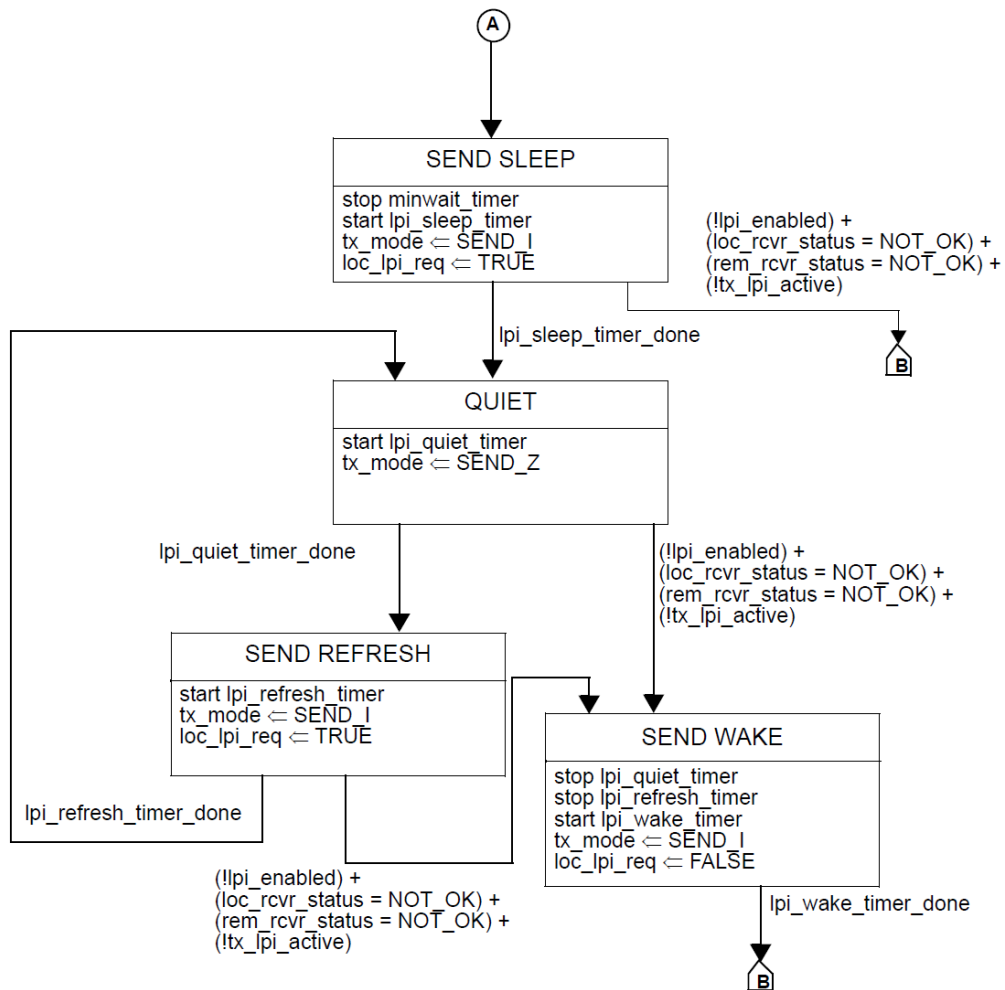 A
SEND SLEEP
stop minwait_timer
start lpi_sleep_timer
tx_mode ⇐ SEND_I
loc_lpi_req ⇐ TRUE
(!lpi_enabled) +
(loc_rcvr_status = NOT_OK) +
(rem_rcvr_status = NOT_OK) +
(!tx_lpi_active)
lpi_sleep_timer_done
B
QUIET
start lpi_quiet_timer
tx_mode ⇐ SEND_Z
lpi_quiet_timer_done
(!lpi_enabled) +
(loc_rcvr_status = NOT_OK) +
(rem_rcvr_status = NOT_OK) +
(!tx_lpi_active)
SEND REFRESH
start lpi_refresh_timer
tx_mode ⇐ SEND_I
loc_lpi_req ⇐ TRUE
SEND WAKE
stop lpi_quiet_timer
stop lpi_refresh_timer
start lpi_wake_timer
tx_mode ⇐ SEND_I
loc_lpi_req ⇐ FALSE
lpi_refresh_timer_done
(!lpi_enabled) +
(loc_rcvr_status = NOT_OK) +
(rem_rcvr_status = NOT_OK) +
(!tx_lpi_active)
lpi_wake_timer_done
B